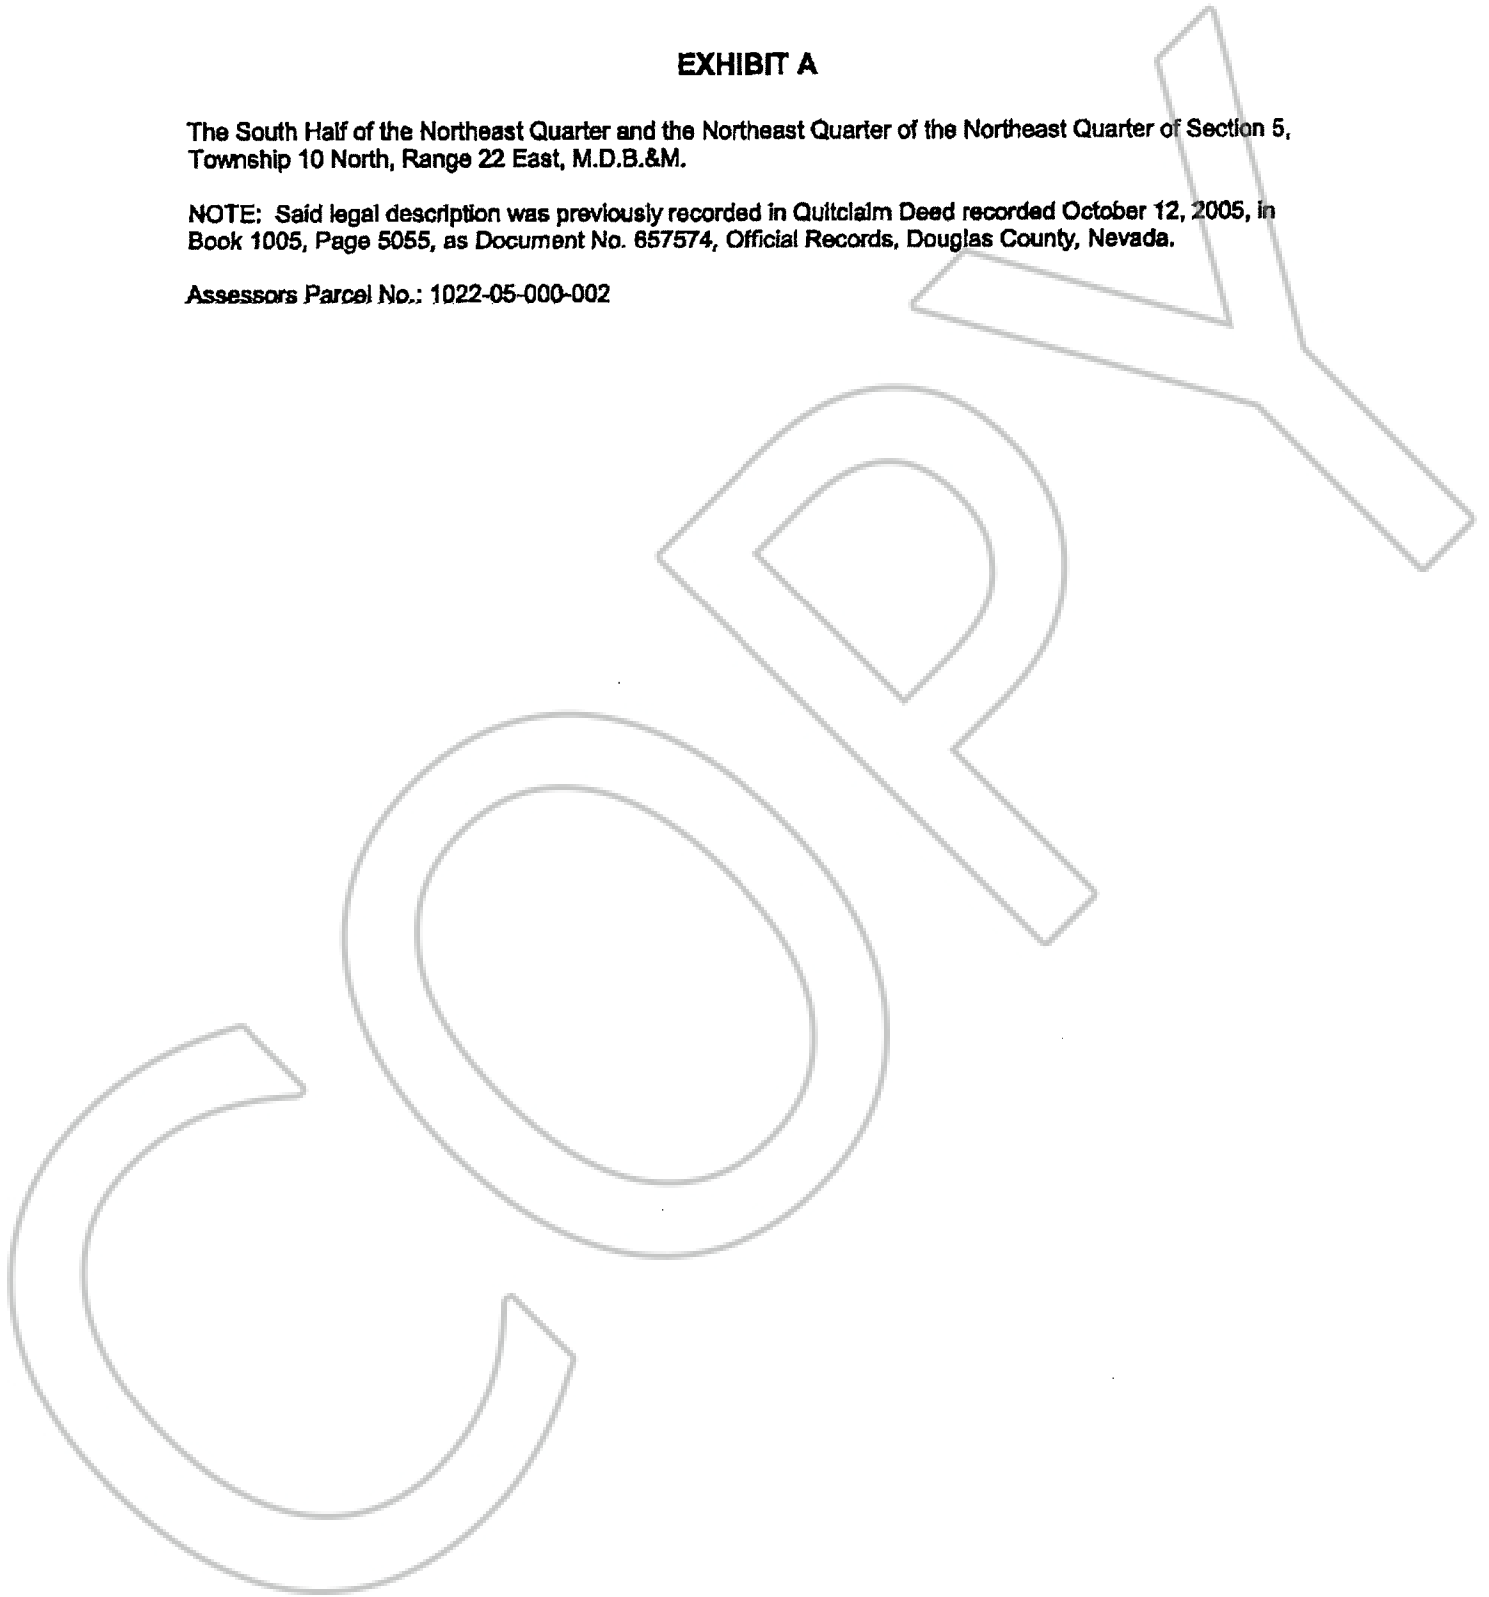 EXHIBIT A
The South Half of the Northeast Quarter and the Northeast Quarter of the Northeast Quarter of Section 5,
Township 10 North, Range 22 East, M.D.B.&M.
NOTE:  Said legal description was previously recorded in Quitclaim Deed recorded October 12, 2005, in
Book 1005, Page 5055, as Document No. 657574, Official Records, Douglas County, Nevada.
Assessors Parcel No.: 1022-05-000-002
COPY